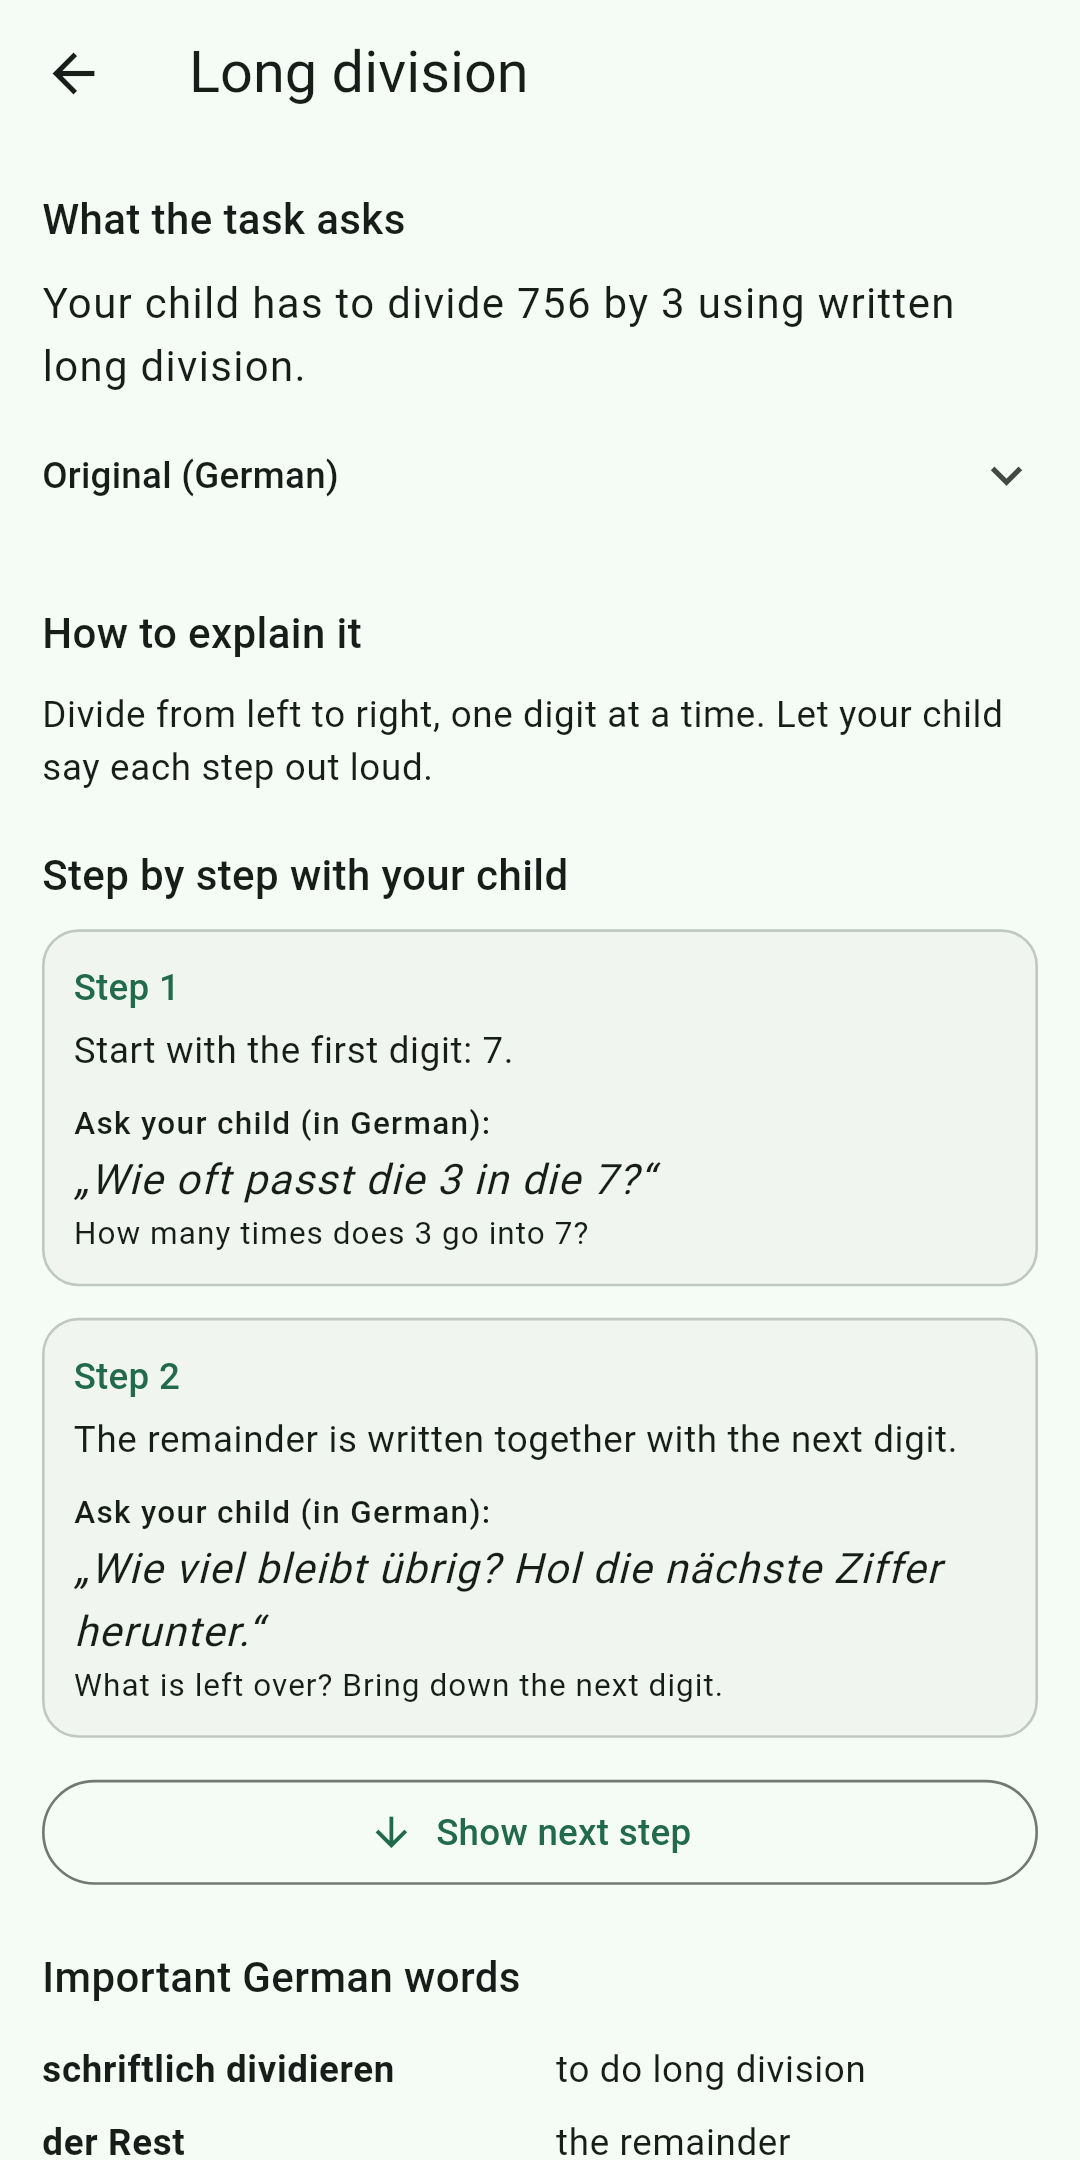 Long division
What the task asks
Your child has to divide 756 by 3 using written
long division.
Original (German)
How to explain it
Divide from left to right, one digit at a time. Let your child
say each step out loud.
Step by step with your child
Step 1
Start with the first digit: 7.
Ask your child (in German):
„Wie oft passt die 3 in die 7?“
How many times does 3 go into 7?
Step 2
The remainder is written together with the next digit.
Ask your child (in German):
„Wie viel bleibt übrig? Hol die nächste Ziffer
herunter.“
What is left over? Bring down the next digit.
Show next step
Important German words
schriftlich dividieren to do long division
der Rest the remainder